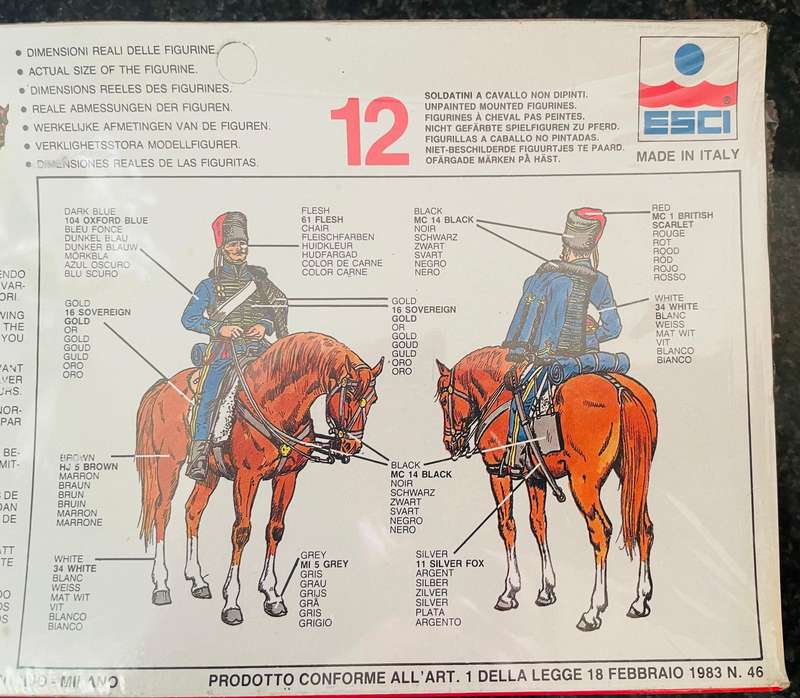 • DIMENSIONI REALI DELLE FIGURINE.
• ACTUAL SIZE OF THE FIGURINE.
• DIMENSIONS REELES DES FIGURINES.
• REALE ABMESSUNGEN DER FIGUREN.
• WERKELIJKE AFMETINGEN VAN DE FIGUREN.
• VERKLIGHETSSTORA MODELLFIGURER.
• DIMENSIONES REALES DE LAS FIGURITAS.
12
SOLDATINI A CAVALLO NON DIPINTI.
UNPAINTED MOUNTED FIGURINES.
FIGURINES À CHEVAL PAS PEINTES.
NICHT GEFÄRBTE SPIELFIGUREN ZU PFERD.
FIGURILLAS A CABALLO NO PINTADAS.
NIET-BESCHILDERDE FIGUURTJES TE PAARD.
OFÄRGADE MÄRKEN PÅ HÄST.
ESCI
®
MADE IN ITALY
DARK BLUE
104 OXFORD BLUE
BLEU FONCE
DUNKEL BLAU
DUNKER BLAUW
MÖRKBLA
AZUL OSCURO
BLU SCURO
FLESH
61 FLESH
CHAIR
FLEISCHFARBEN
HUIDKLEUR
HUDFARGAD
COLOR DE CARNE
COLOR CARNE
BLACK
MC 14 BLACK
NOIR
SCHWARZ
ZWART
SVART
NEGRO
NERO
RED
MC 1 BRITISH
SCARLET
ROUGE
ROT
ROOD
RÖD
ROJO
ROSSO
GOLD
16 SOVEREIGN
GOLD
OR
GOLD
GOUD
GULD
ORO
ORO
GOLD
16 SOVEREIGN
GOLD
OR
GOLD
GOUD
GULD
ORO
ORO
WHITE
34 WHITE
BLANC
WEISS
MAT WIT
VIT
BLANCO
BIANCO
BROWN
HJ 5 BROWN
MARRON
BRAUN
BRUN
BRUIN
MARRON
MARRONE
BLACK
MC 14 BLACK
NOIR
SCHWARZ
ZWART
SVART
NEGRO
NERO
WHITE
34 WHITE
BLANC
WEISS
MAT WIT
VIT
BLANCO
BIANCO
GREY
MI 5 GREY
GRIS
GRAU
GRIJS
GRÅ
GRIS
GRIGIO
SILVER
11 SILVER FOX
ARGENT
SILBER
ZILVER
SILVER
PLATA
ARGENTO
- MILANO
PRODOTTO CONFORME ALL'ART. 1 DELLA LEGGE 18 FEBBRAIO 1983 N. 46